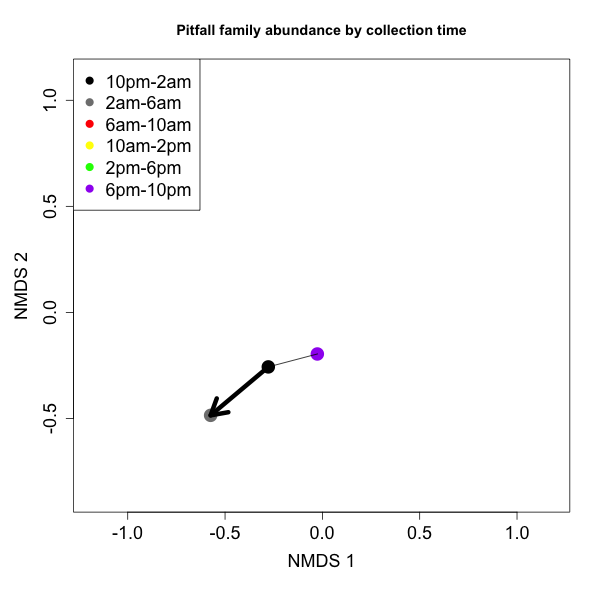 Pitfall family abundance by collection time
10pm-2am
2am-6am
6am-10am
10am-2pm
2pm-6pm
6pm-10pm
1.0
0.5
0.0
-0.5
NMDS 2
-1.0 -0.5 0.0 0.5 1.0
NMDS 1